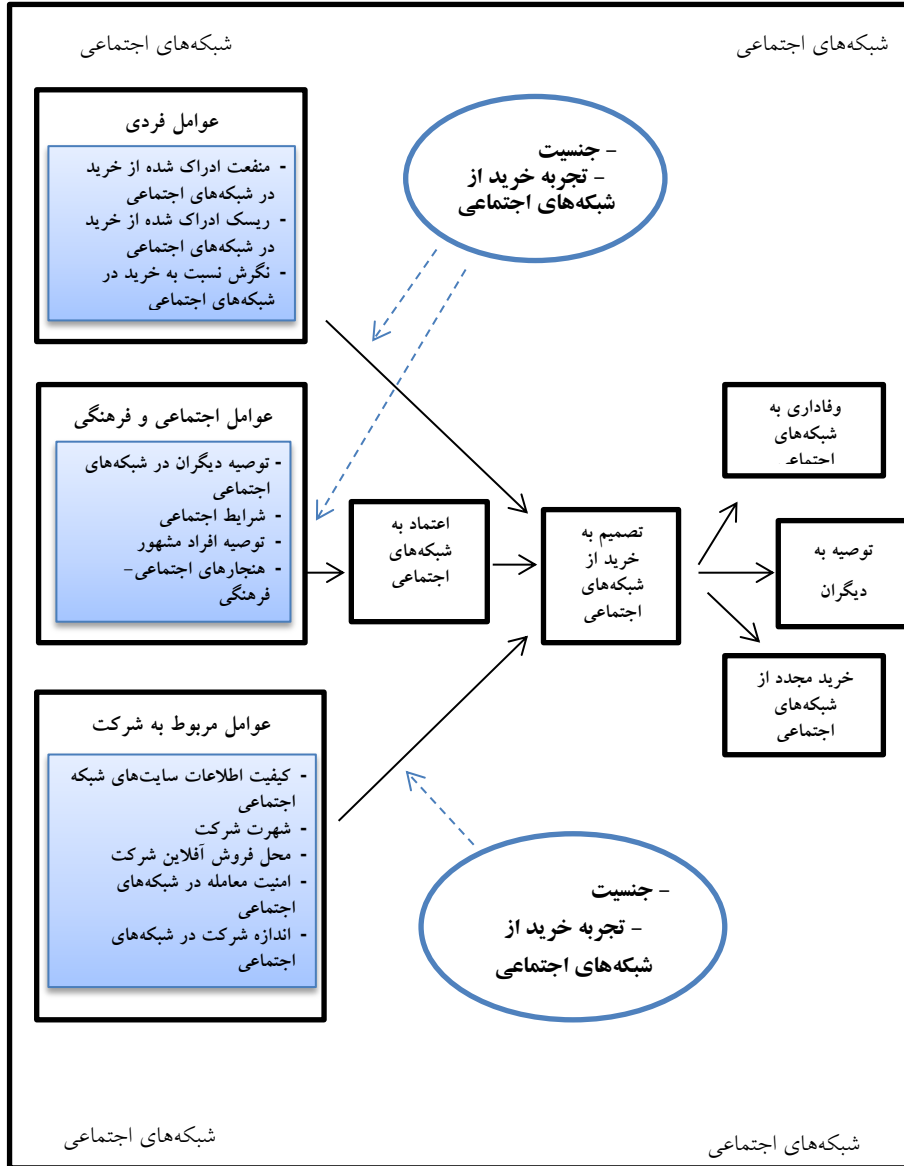 شبکه‌های اجتماعی
شبکه‌های اجتماعی
- جنسیت
- تجربه خرید از
شبکه‌های اجتماعی
عوامل فردی
- منفعت ادراک شده از خرید
در شبکه‌های اجتماعی
- ریسک ادراک شده از خرید
در شبکه‌های اجتماعی
- نگرش نسبت به خرید در
شبکه‌های اجتماعی
عوامل اجتماعی و فرهنگی
- توصیه دیگران در شبکه‌های
اجتماعی
- شرایط اجتماعی
- توصیه افراد مشهور
- هنجارهای اجتماعی-
فرهنگی
اعتماد به
شبکه‌های
اجتماعی
تصمیم به
خرید از
شبکه‌های
اجتماعی
وفاداری به
شبکه‌های
اجتماعی
توصیه به
دیگران
خرید مجدد از
شبکه‌های
اجتماعی
عوامل مربوط به شرکت
- کیفیت اطلاعات سایت‌های شبکه
اجتماعی
- شهرت شرکت
- محل فروش آفلاین شرکت
- امنیت معامله در شبکه‌های
اجتماعی
- اندازه شرکت در شبکه‌های
اجتماعی
- جنسیت
- تجربه خرید از
شبکه‌های اجتماعی
شبکه‌های اجتماعی
شبکه‌های اجتماعی